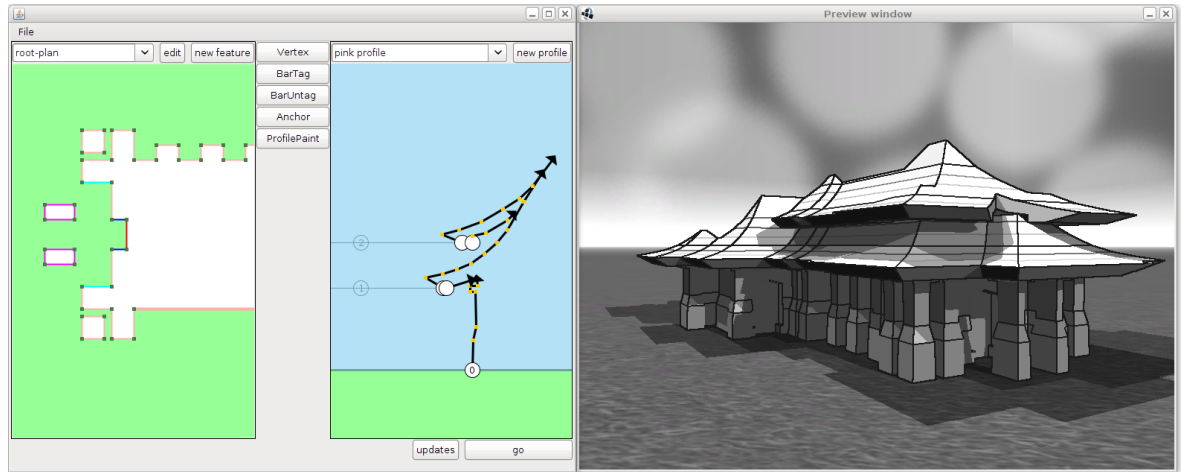 Preview window
File
root-plan edit new feature Vertex pink profile new profile
BarTag
BarUntag
Anchor
ProfilePaint
2
1
0
updates go